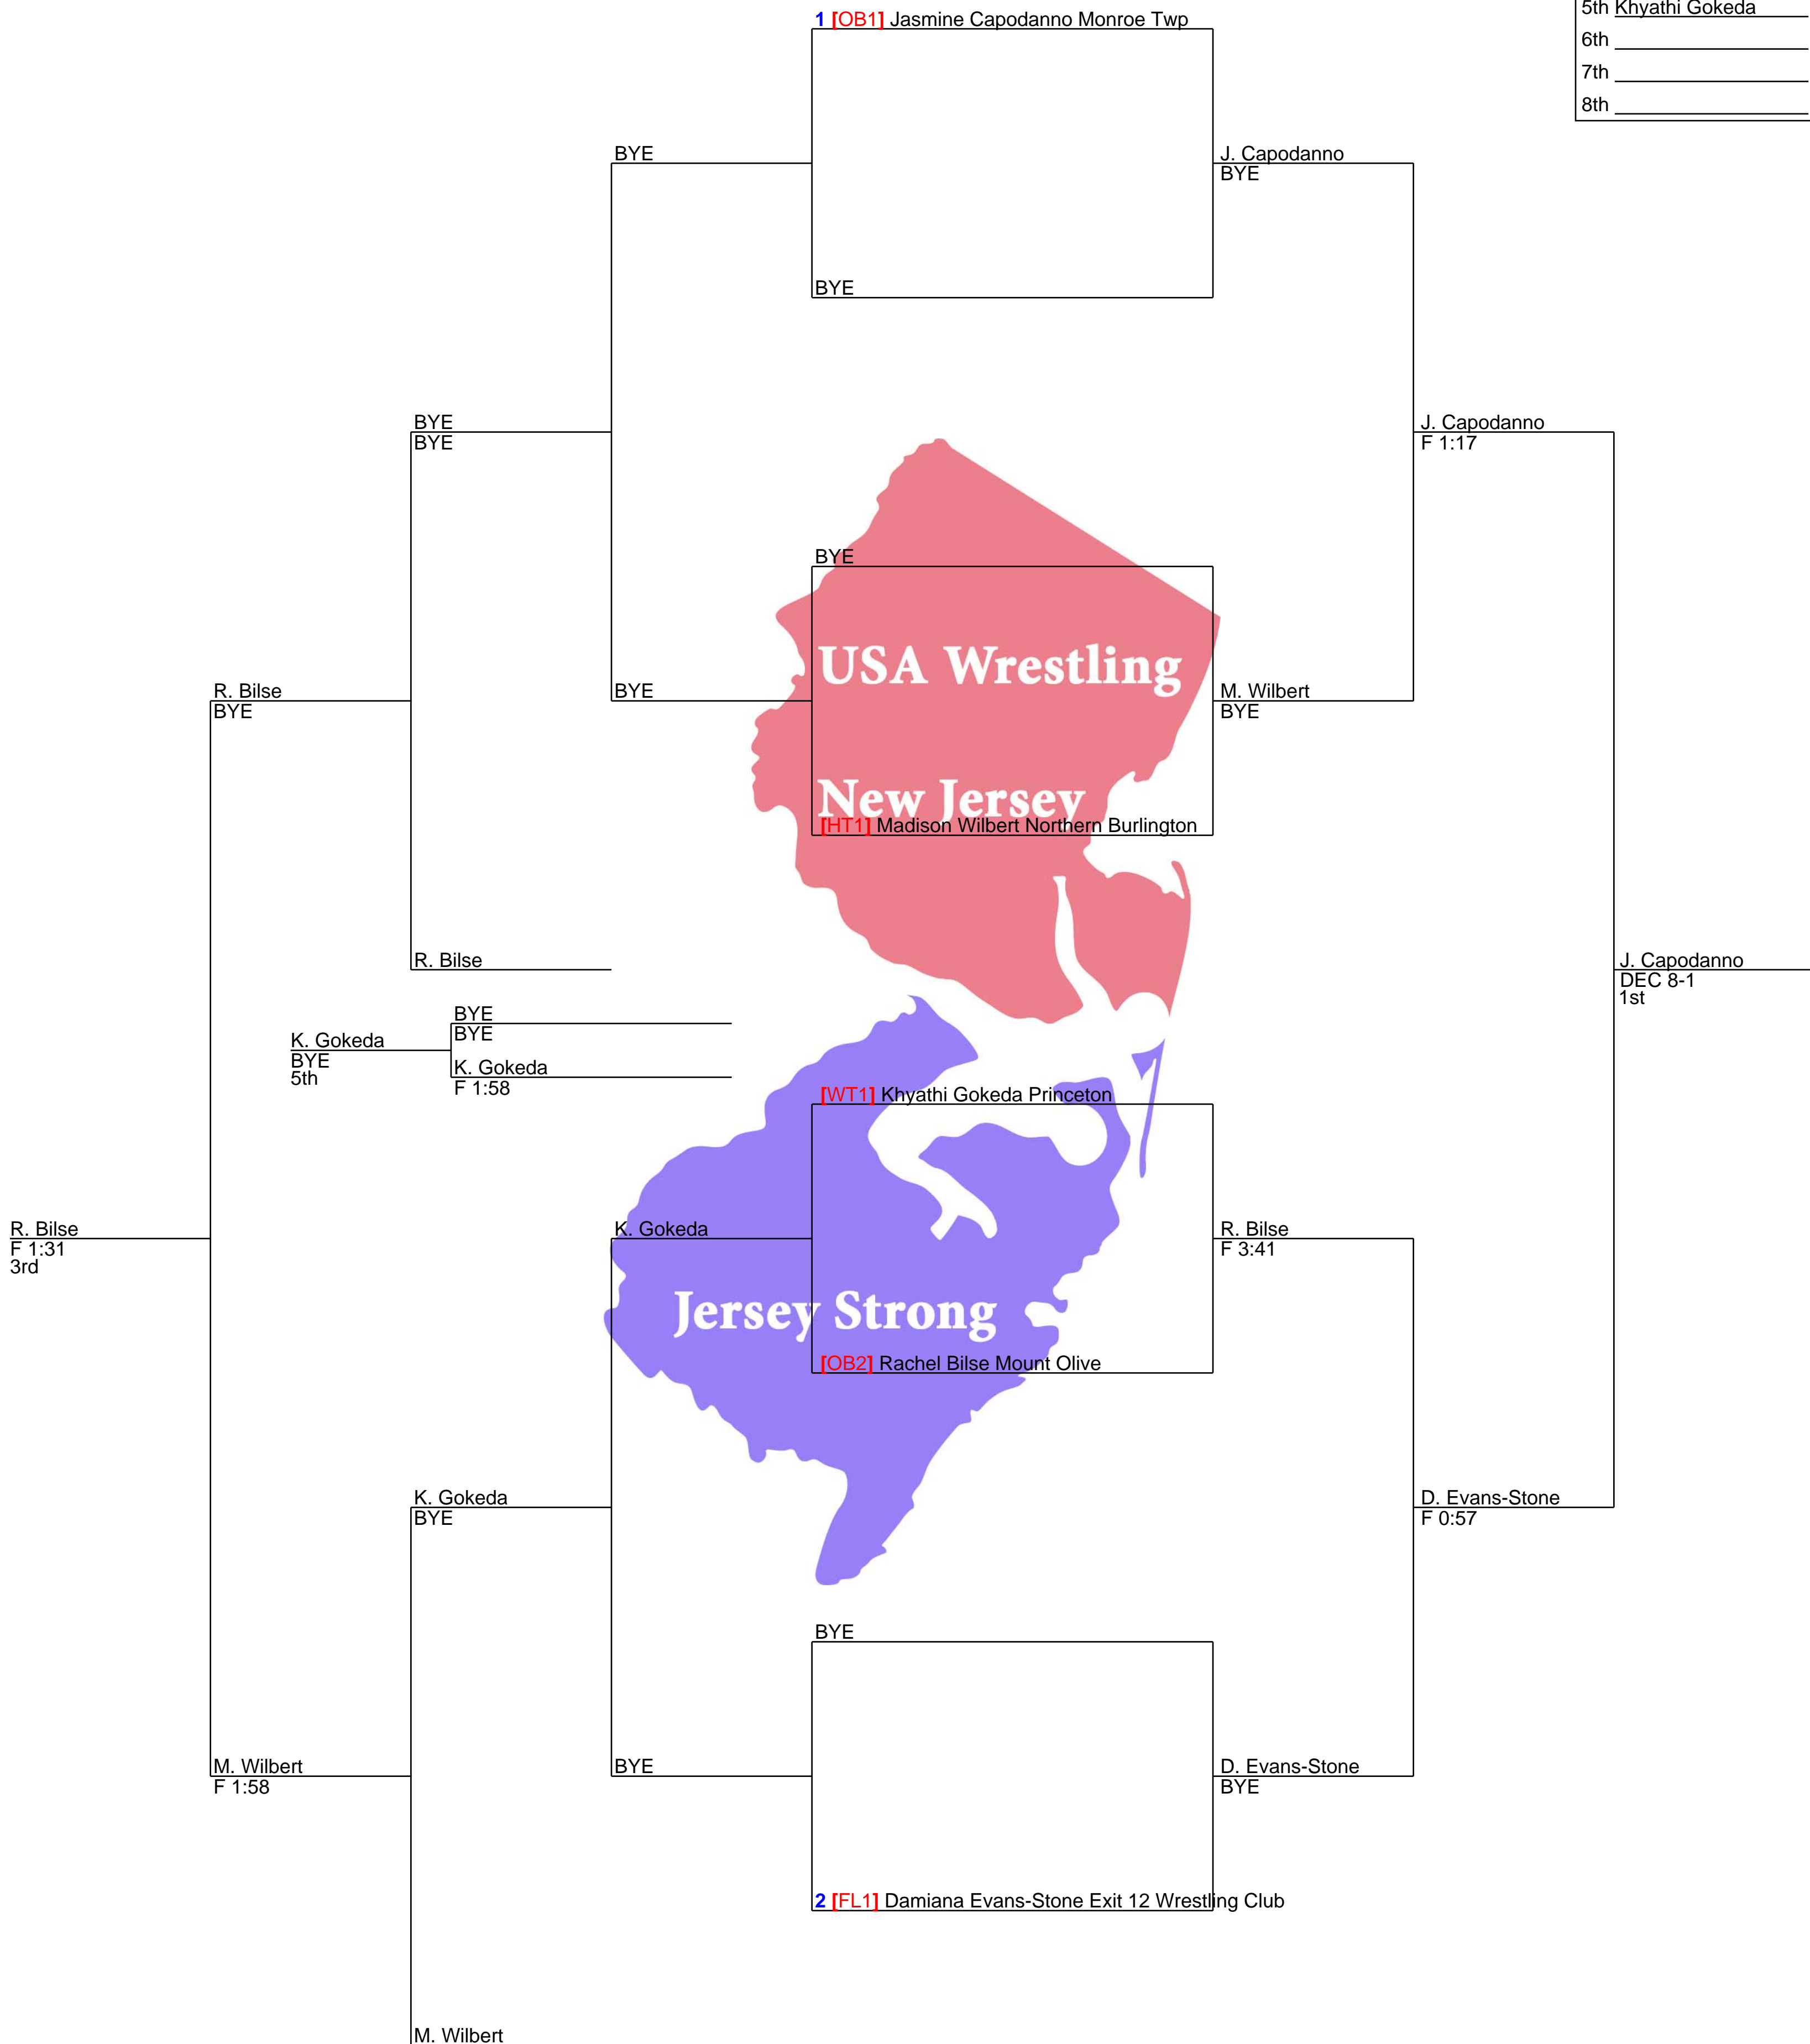 5th Khyathi Gokeda
1 [OB1] Jasmine Capodanno Monroe Twp
6th
7th
8th
BYE
J. Capodanno
BYE
BYE
BYE
BYE
J. Capodanno
F 1:17
BYE
USA Wrestling
R. Bilse
BYE
BYE
M. Wilbert
BYE
New Jersey
[HT1] Madison Wilbert Northern Burlington
R. Bilse
J. Capodanno
DEC 8-1
1st
BYE
BYE
K. Gokeda
BYE
5th
K. Gokeda
F 1:58
[WT1] Khyathi Gokeda Princeton
R. Bilse
F 1:31
3rd
K. Gokeda
R. Bilse
F 3:41
Jersey Strong
[OB2] Rachel Bilse Mount Olive
K. Gokeda
BYE
D. Evans-Stone
F 0:57
BYE
M. Wilbert
F 1:58
BYE
D. Evans-Stone
BYE
2 [FL1] Damiana Evans-Stone Exit 12 Wrestling Club
M. Wilbert